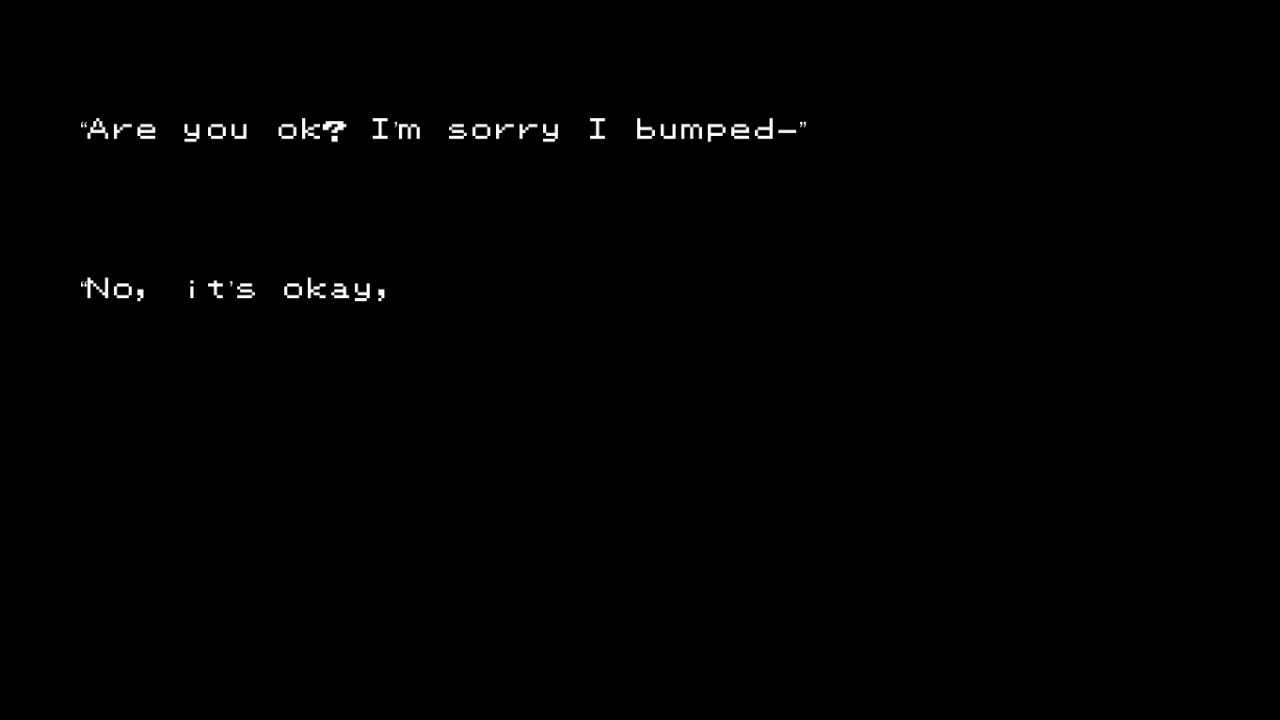 “Are you ok? I’m sorry I bumped—”
“No, it’s okay,